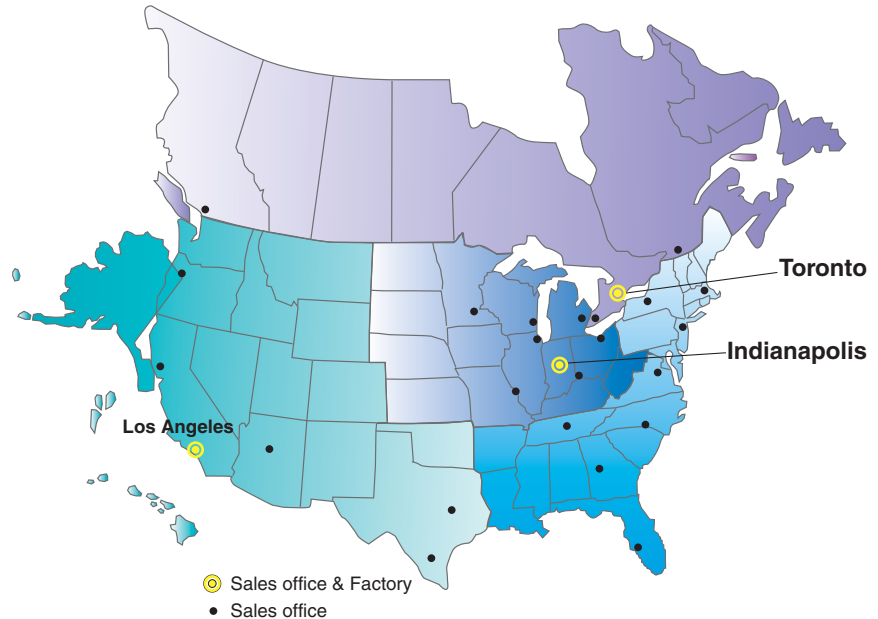 Toronto
Indianapolis
Los Angeles
Sales office & Factory
Sales office